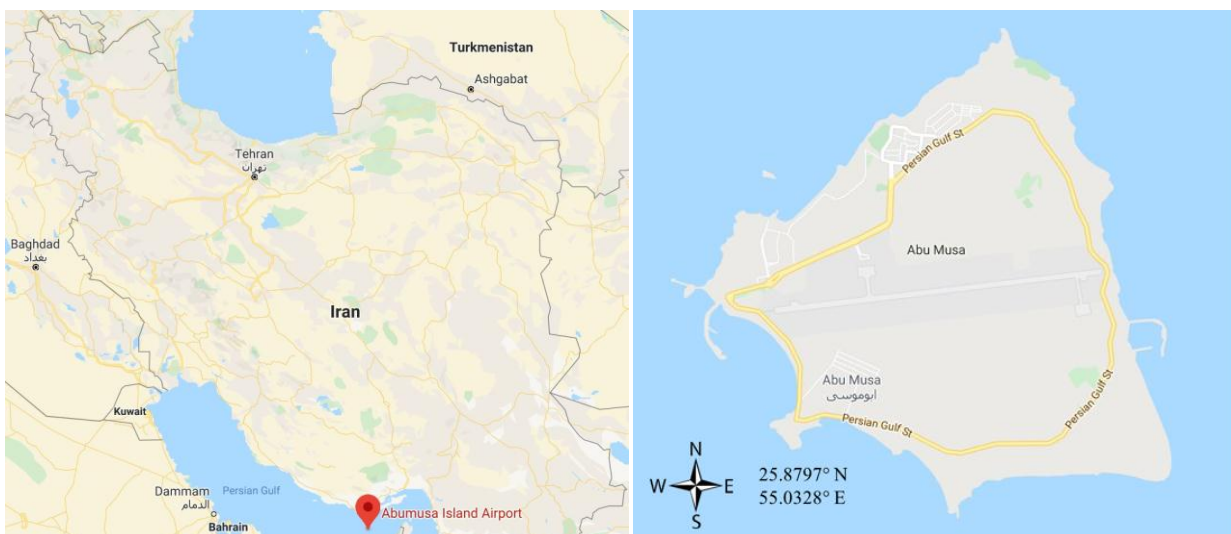 Turkmenistan
Ashgabat
Tehran
تهران
Baghdad
بغداد
Iran
Kuwait
Dammam
الدمام
Persian Gulf
Bahrain
Abumusa Island Airport
Persian Gulf St
Abu Musa
Abu Musa
ابوموسی
Persian Gulf St
Persian Gulf St
N
W E
S
25.8797° N
55.0328° E